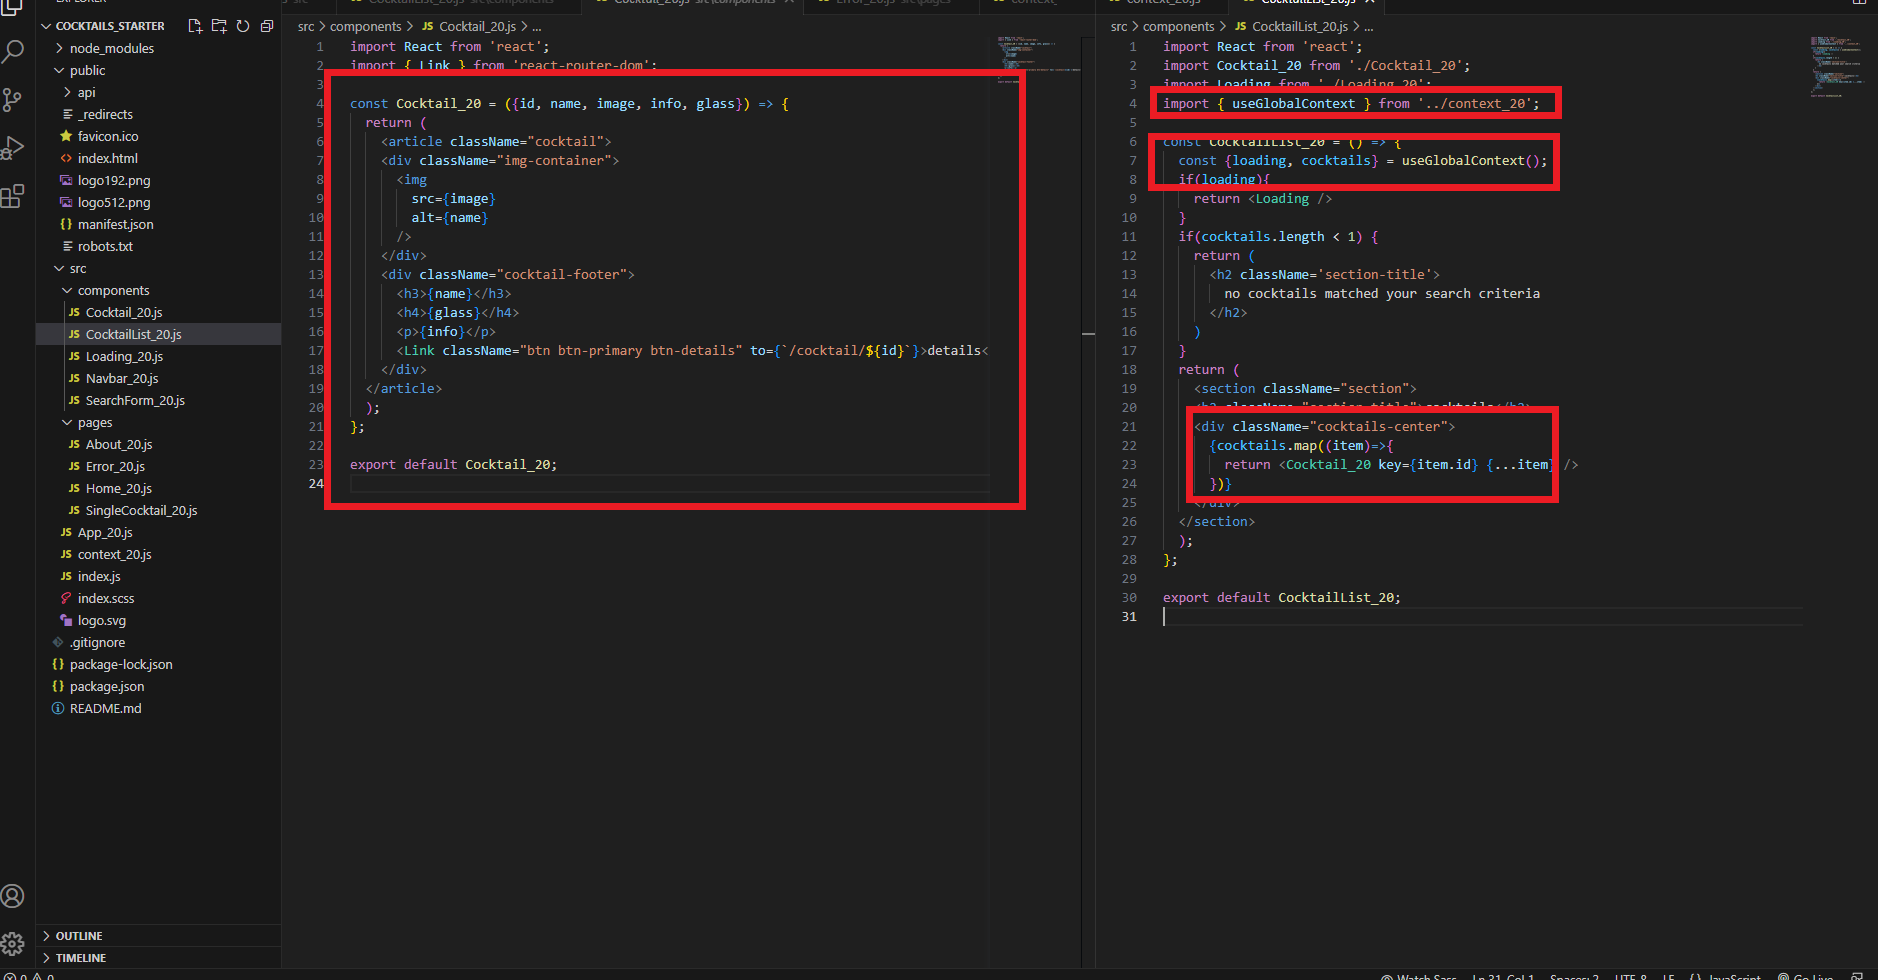 COCKTAILS_STARTER
node_modules
public
api
_redirects
favicon.ico
index.html
logo192.png
logo512.png
manifest.json
robots.txt
src
components
Cocktail_20.js
CocktailList_20.js
Loading_20.js
Navbar_20.js
SearchForm_20.js
pages
About_20.js
Error_20.js
Home_20.js
SingleCocktail_20.js
App_20.js
context_20.js
index.js
index.scss
logo.svg
.gitignore
package-lock.json
package.json
README.md
OUTLINE
TIMELINE
src > components > JS Cocktail_20.js > ...
1 import React from 'react';
2 import { Link } from 'react-router-dom';
3
4 const Cocktail_20 = ({id, name, image, info, glass}) => {
5 return (
6 <article className="cocktail">
7 <div className="img-container">
8 <img
9 src={image}
10 alt={name}
11 />
12 </div>
13 <div className="cocktail-footer">
14 <h3>{name}</h3>
15 <h4>{glass}</h4>
16 <p>{info}</p>
17 <Link className="btn btn-primary btn-details" to={`/cocktail/${id}`}>details<
18 </div>
19 </article>
20 );
21 };
22
23 export default Cocktail_20;
24
src > components > JS CocktailList_20.js > ...
1 import React from 'react';
2 import Cocktail_20 from './Cocktail_20';
3 import Loading from './Loading_20';
4 import { useGlobalContext } from '../context_20';
5
6 const CocktailList_20 = () => {
7 const {loading, cocktails} = useGlobalContext();
8 if(loading){
9 return <Loading />
10 }
11 if(cocktails.length < 1) {
12 return (
13 <h2 className='section-title'>
14 no cocktails matched your search criteria
15 </h2>
16 )
17 }
18 return (
19 <section className="section">
20 <h2 className="section-title">cocktails</h2>
21 <div className="cocktails-center">
22 {cocktails.map((item)=>{
23 return <Cocktail_20 key={item.id} {...item} />
24 })}
25 </div>
26 </section>
27 );
28 };
29
30 export default CocktailList_20;
31